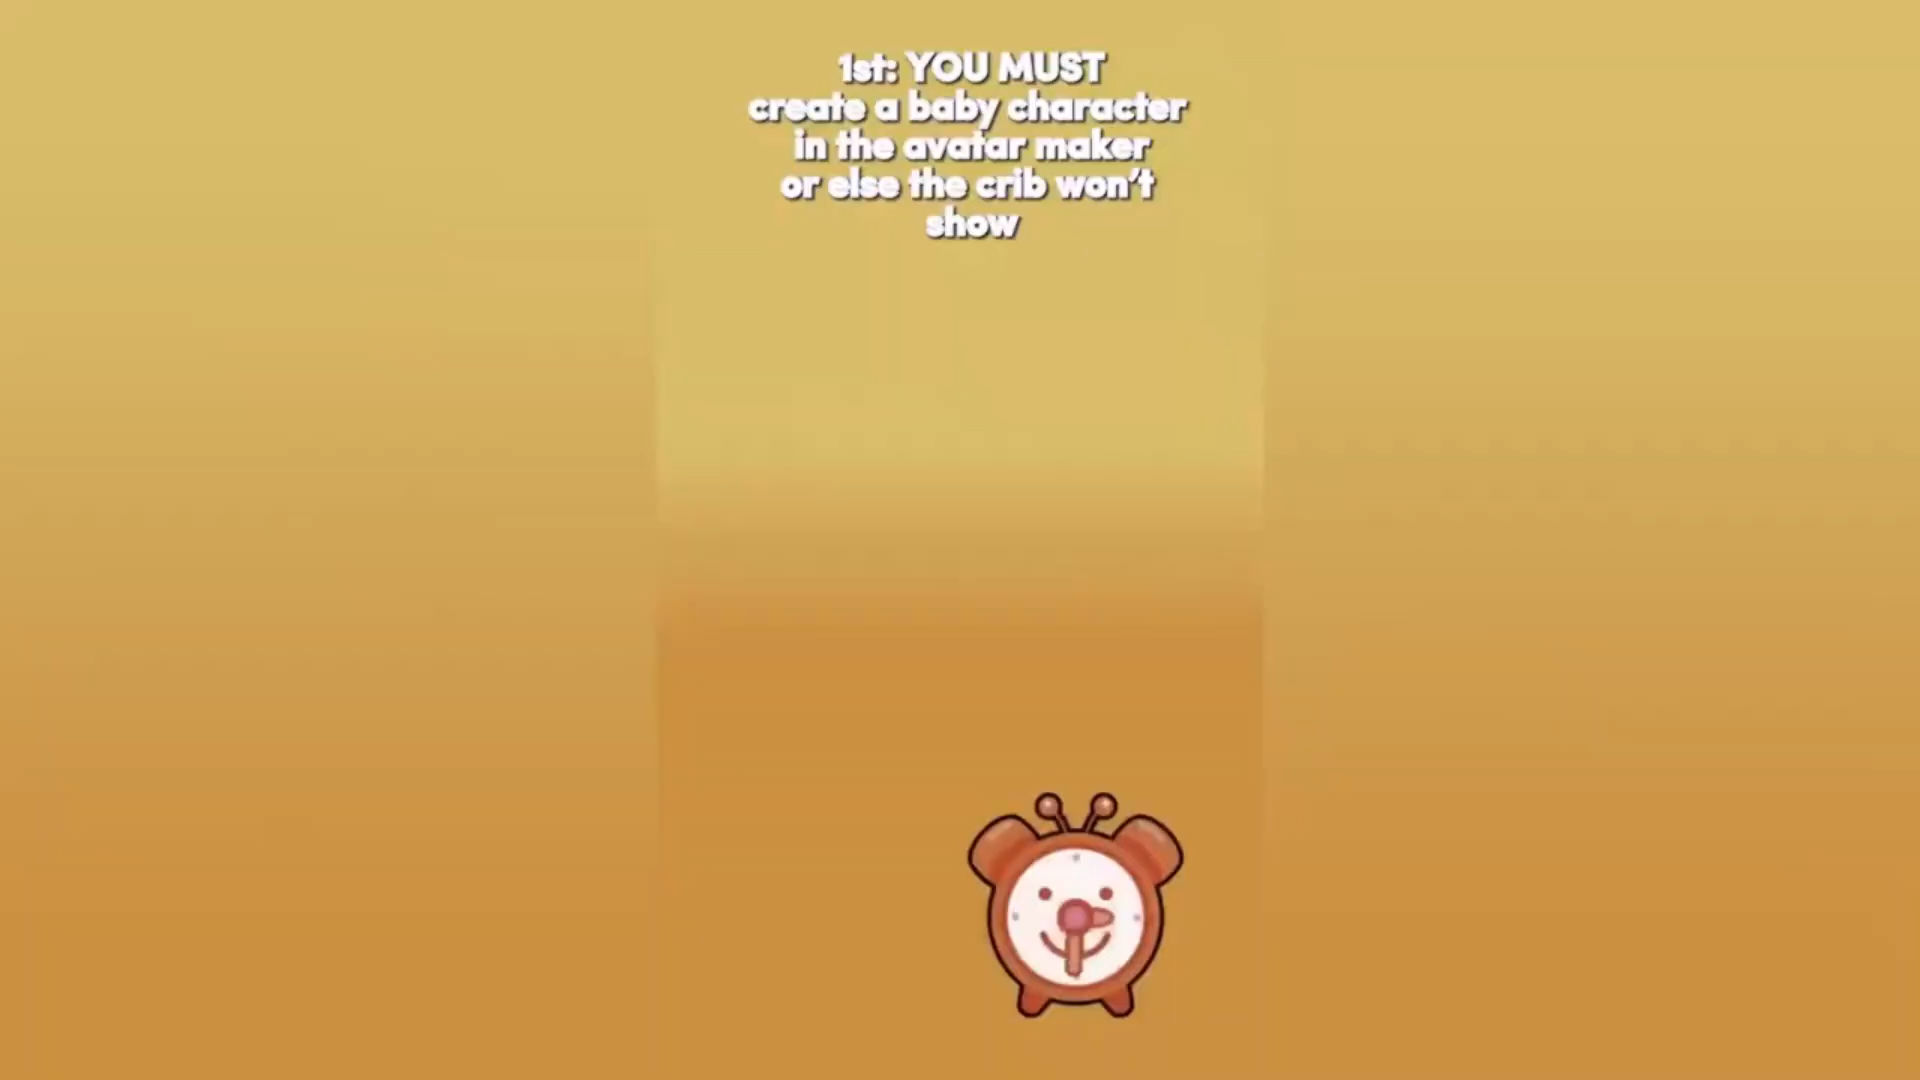 1st: YOU MUST
create a baby character
in the avatar maker
or else the crib won't
show